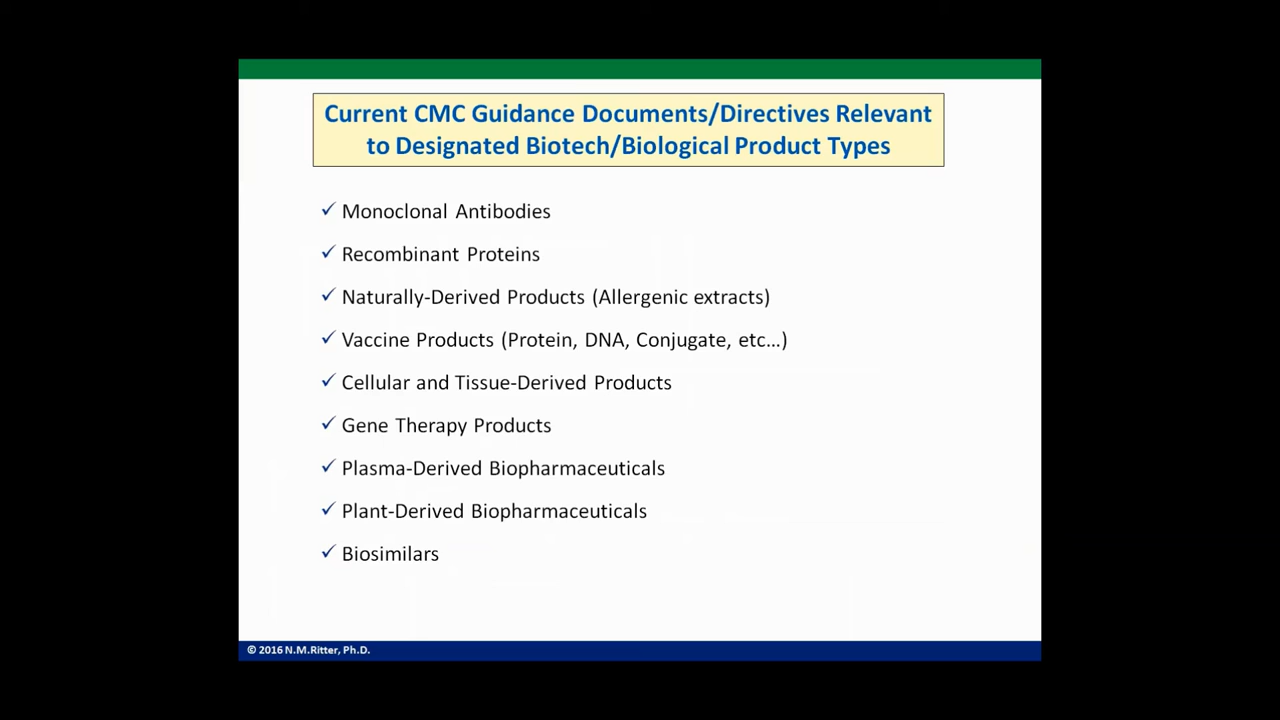 Current CMC Guidance Documents/Directives Relevant
to Designated Biotech/Biological Product Types
✓ Monoclonal Antibodies
✓ Recombinant Proteins
✓ Naturally-Derived Products (Allergenic extracts)
✓ Vaccine Products (Protein, DNA, Conjugate, etc…)
✓ Cellular and Tissue-Derived Products
✓ Gene Therapy Products
✓ Plasma-Derived Biopharmaceuticals
✓ Plant-Derived Biopharmaceuticals
✓ Biosimilars
© 2016 N.M.Ritter, Ph.D.